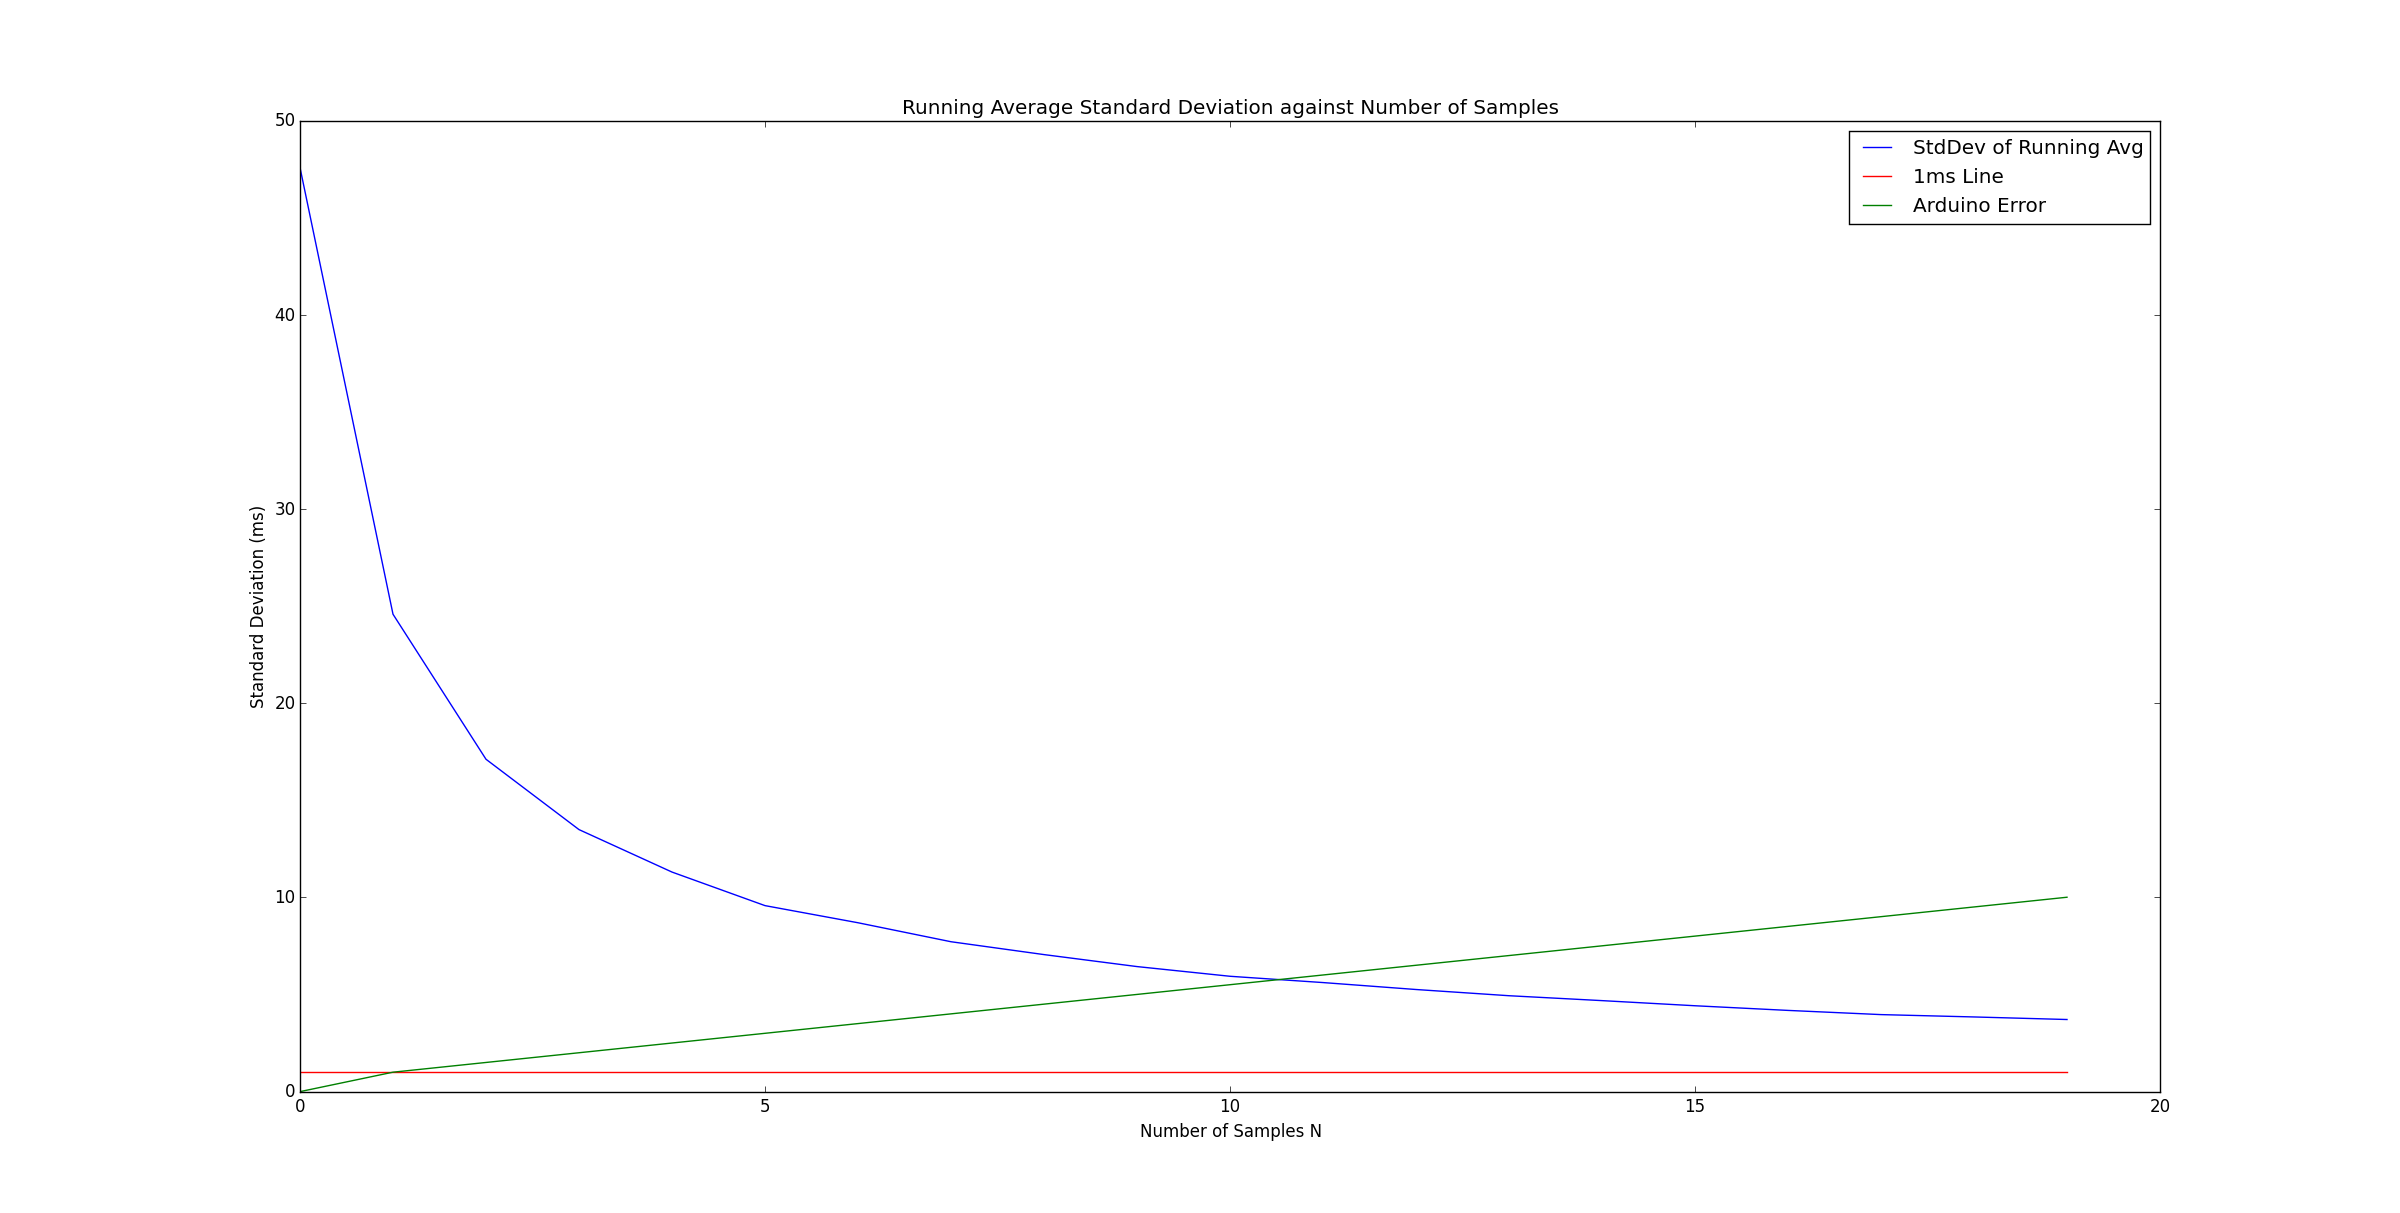 Running Average Standard Deviation against Number of Samples
50
40
30
20
10
0
Standard Deviation (ms)
StdDev of Running Avg
1ms Line
Arduino Error
0 5 10 15 20
Number of Samples N